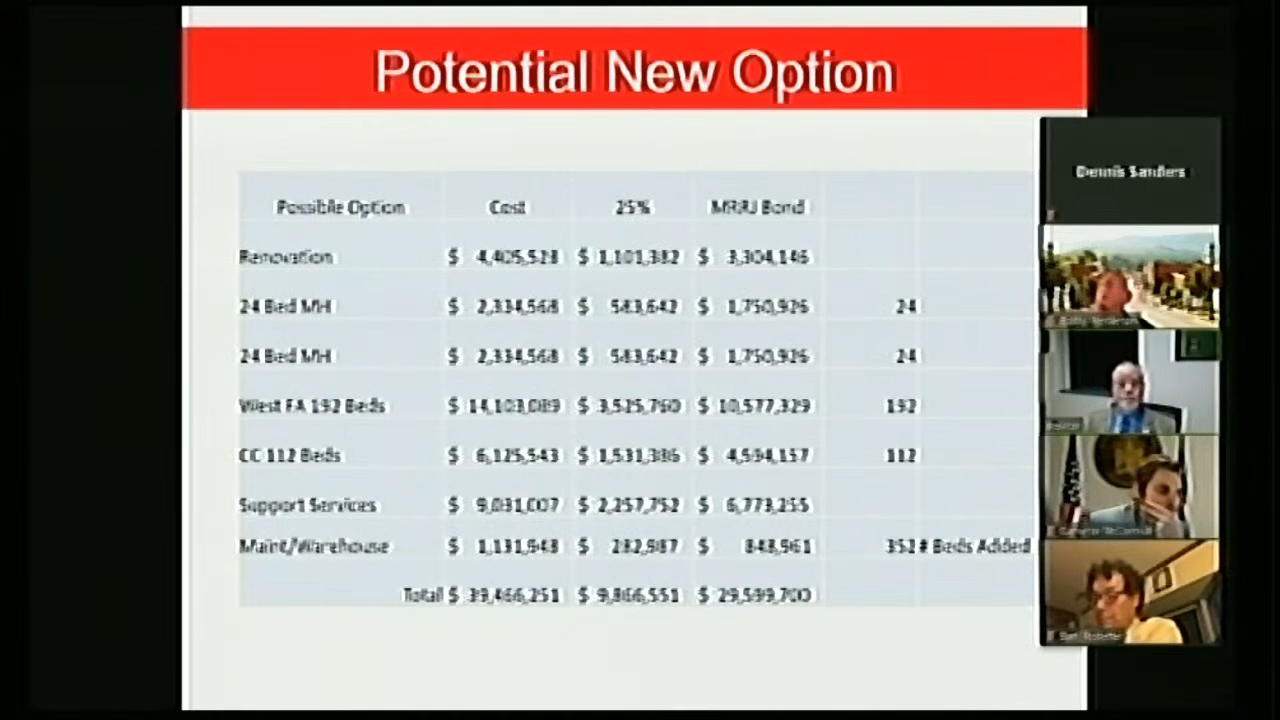 Potential New Option
Possible Option Cost 25% MRRJ Bond
Renovation $ 4,405,528 $ 1,101,382 $ 3,304,146
24 Bed MH $ 2,334,568 $ 583,642 $ 1,750,926 24
24 Bed MH $ 2,334,568 $ 583,642 $ 1,750,926 24
West FA 192 Beds $ 14,103,089 $ 3,525,760 $ 10,577,329 192
CC 112 Beds $ 6,125,543 $ 1,531,386 $ 4,594,157 112
Support Services $ 9,031,007 $ 2,257,752 $ 6,773,255
Maint/Warehouse $ 1,131,948 $ 282,987 $ 848,961 352 # Beds Added
Total $ 39,466,251 $ 9,866,551 $ 29,599,700
Dennis Sanders